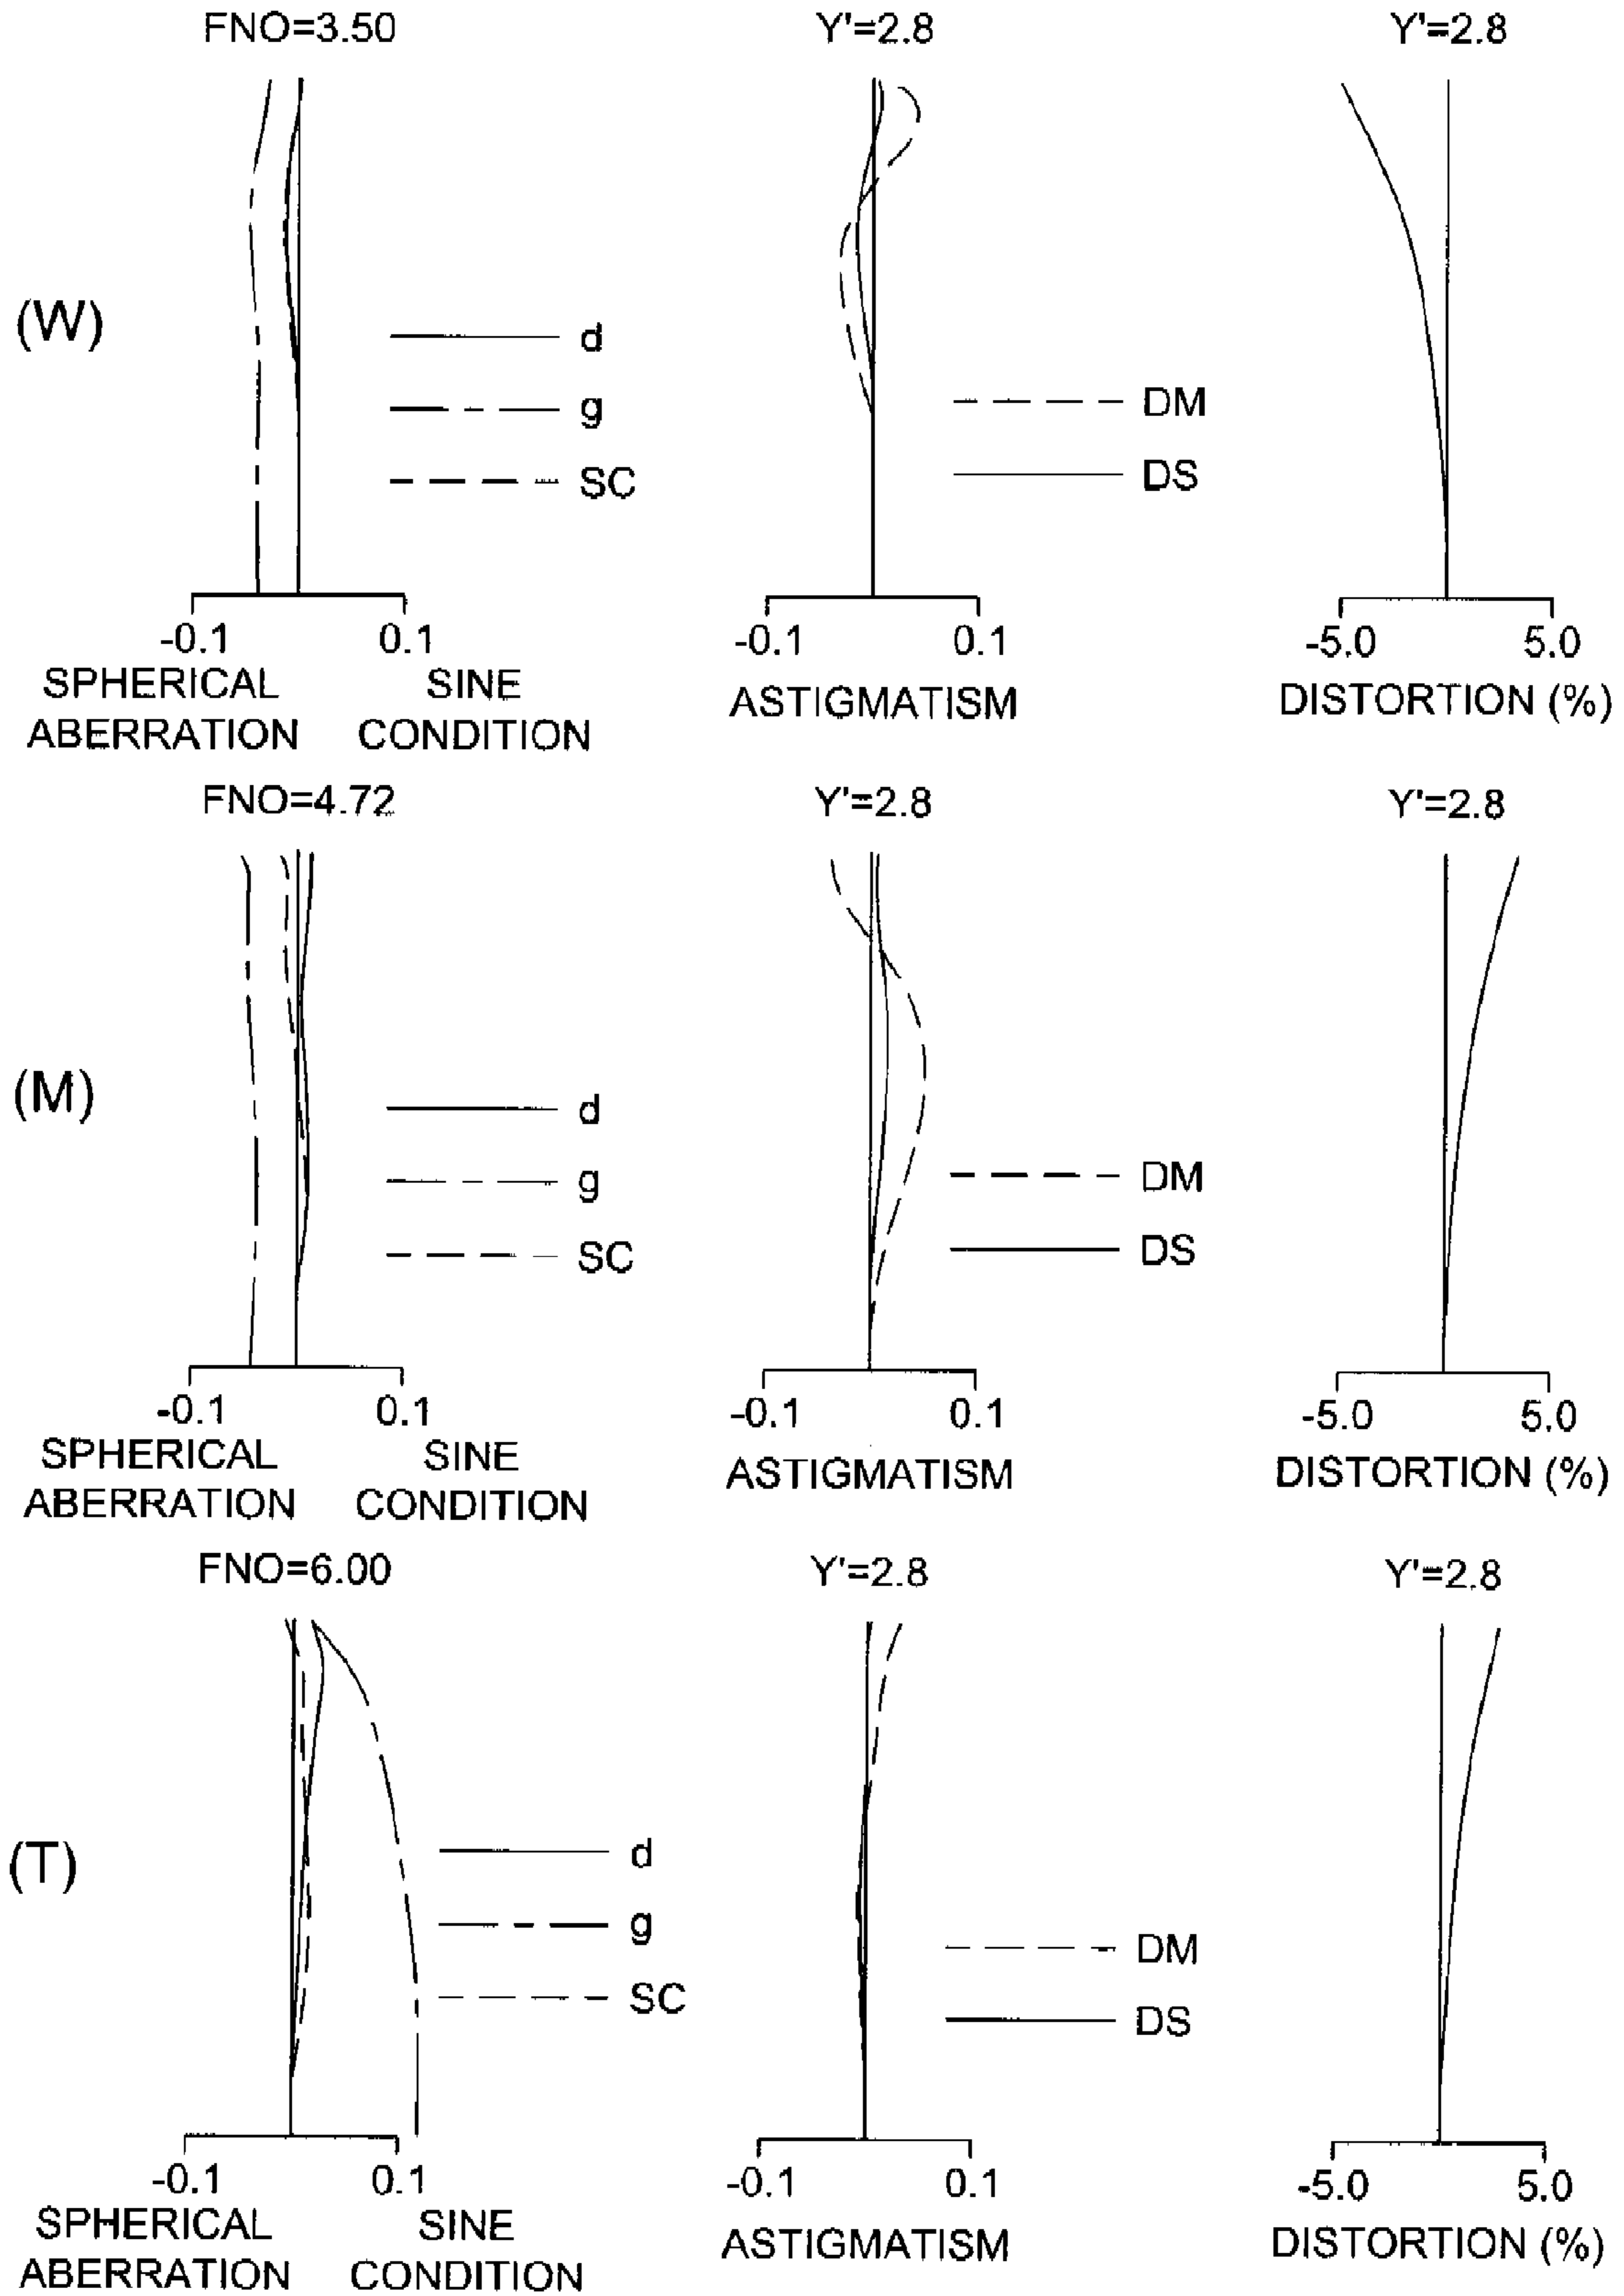 FNO=3.50
Y'=2.8
Y'=2.8
(W)
d
g
SC
DM
DS
-0.1
0.1
-0.1
0.1
-5.0
5.0
SPHERICAL
ABERRATION
SINE
CONDITION
ASTIGMATISM
DISTORTION (%)
FNO=4.72
Y'=2.8
Y'=2.8
(M)
d
g
SC
DM
DS
-0.1
0.1
-0.1
0.1
-5.0
5.0
SPHERICAL
ABERRATION
SINE
CONDITION
ASTIGMATISM
DISTORTION (%)
FNO=6.00
Y'=2.8
Y'=2.8
(T)
d
g
SC
DM
DS
-0.1
0.1
-0.1
0.1
-5.0
5.0
SPHERICAL
ABERRATION
SINE
CONDITION
ASTIGMATISM
DISTORTION (%)